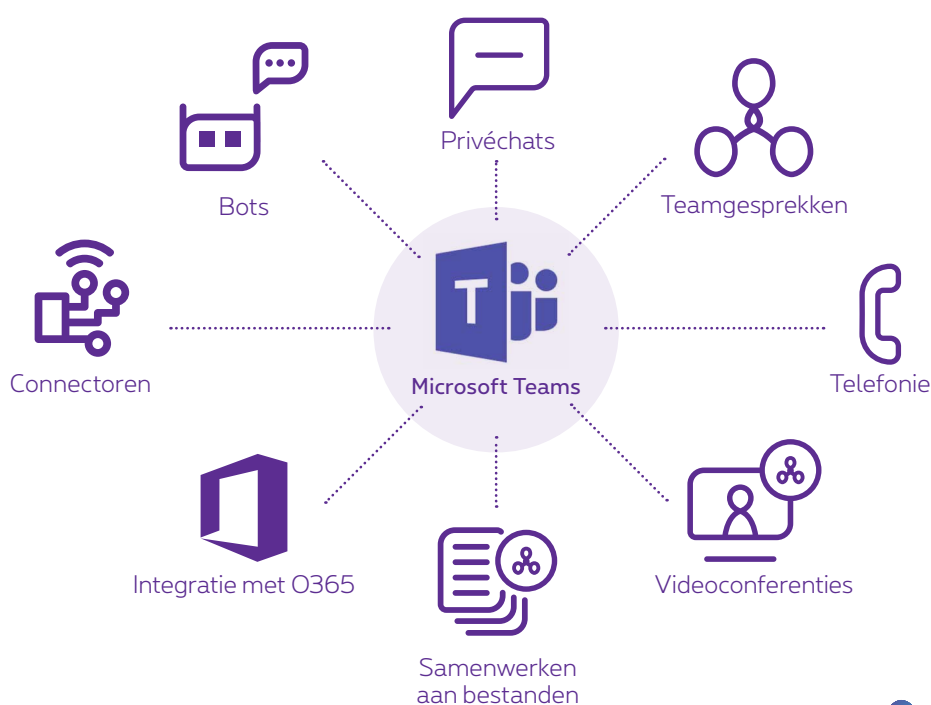 Privéchats
Bots
Teamgesprekken
T
Microsoft Teams
Connectoren
Telefonie
Integratie met O365
Videoconferenties
Samenwerken
aan bestanden